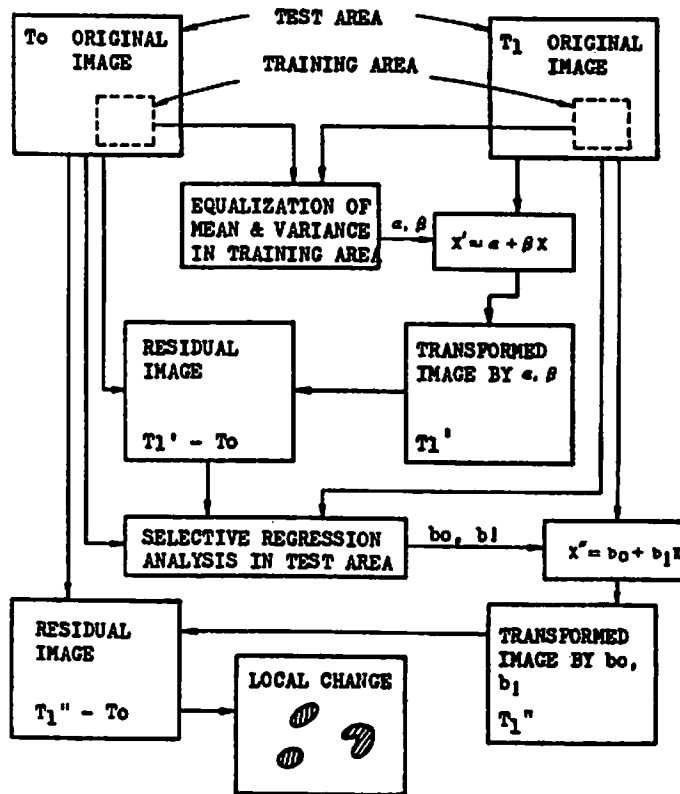 TEST AREA
To ORIGINAL
IMAGE
T1 ORIGINAL
IMAGE
TRAINING AREA
EQUALIZATION OF
MEAN & VARIANCE
IN TRAINING AREA
α, β
X' = α + β X
RESIDUAL
IMAGE
T1' - To
TRANSFORMED
IMAGE BY α, β
T1'
SELECTIVE REGRESSION
ANALYSIS IN TEST AREA
bo, b1
X" = b0 + b1X
RESIDUAL
IMAGE
T1" - To
TRANSFORMED
IMAGE BY bo,
b1
T1"
LOCAL CHANGE